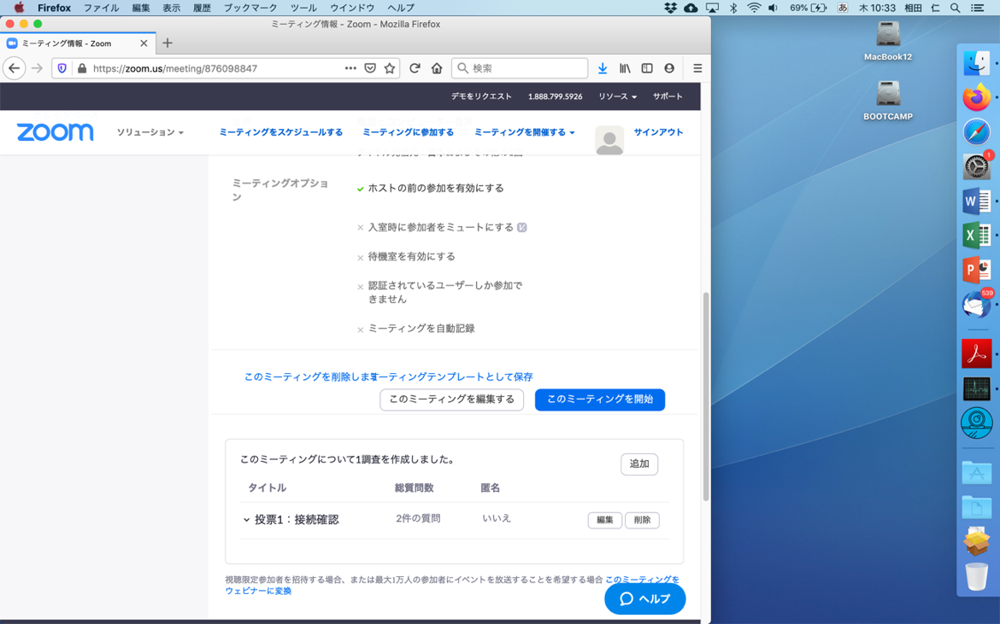 Firefox ファイル 編集 表示 履歴 ブックマーク ツール ウインドウ ヘルプ 69% あ 木 10:33 相田 仁
ミーティング情報 - Zoom - Mozilla Firefox
ミーティング情報 - Zoom
https://zoom.us/meeting/876098847
検索
MacBook12
BOOTCAMP
デモをリクエスト 1.888.799.5926 リソース サポート
zoom ソリューション ミーティングをスケジュールする ミーティングに参加する ミーティングを開催する サインアウト
ミーティングオプショ
ン
ホストの前の参加を有効にする
入室時に参加者をミュートにする
待機室を有効にする
認証されているユーザーしか参加で
きません
ミーティングを自動記録
このミーティングを削除します
ミーティングテンプレートとして保存
このミーティングを編集する このミーティングを開始
このミーティングについて1調査を作成しました。 追加
タイトル 総質問数 匿名
投票1：接続確認 2件の質問 いいえ 編集 削除
視聴限定参加者を招待する場合、または最大1万人の参加者にイベントを放送することを希望する場合 このミーティングを
ウェビナーに変換
ヘルプ
1
W
X
P
539